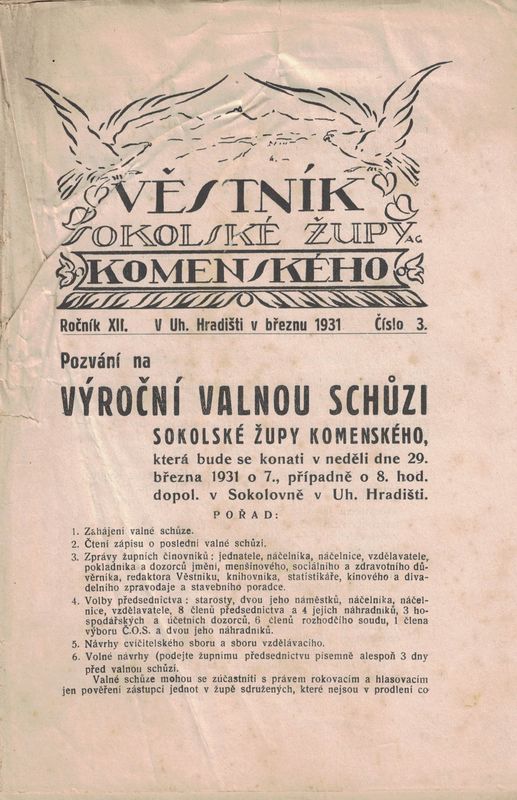 VĚSTNÍK
SOKOLSKÉ ŽUPY
AG
KOMENSKÉHO
Ročník XII. V Uh. Hradišti v březnu 1931 Číslo 3.
Pozvání na
VÝROČNÍ VALNOU SCHŮZI
SOKOLSKÉ ŽUPY KOMENSKÉHO,
která bude se konati v neděli dne 29.
března 1931 o 7., případně o 8. hod.
dopol. v Sokolovně v Uh. Hradišti.
POŘAD:
1. Zahájení valné schůze.
2. Čtení zápisu o poslední valné schůzi.
3. Zprávy župních činovníků: jednatele, náčelníka, náčelnice, vzdělavatele,
pokladníka a dozorců jmění, menšinového, sociálního a zdravotního dů-
věrníka, redaktora Věstníku, knihovníka, statistikáře, kinového a diva-
delního zpravodaje a stavebního poradce.
4. Volby předsednictva: starosty, dvou jeho náměstků, náčelníka, náčel-
nice, vzdělavatele, 8 členů předsednictva a 4 jejich náhradníků, 3 ho-
spodářských a účetních dozorců, 6 členů rozhodčího soudu, 1 člena
výboru Č.O.S. a dvou jeho náhradníků.
5. Návrhy cvičitelského sboru a sboru vzdělávacího.
6. Volné návrhy (podejte župnímu předsednictvu písemně alespoň 3 dny
před valnou schůzí.
Valné schůze mohou se zúčastniti s právem rokovacím a hlasovacím
jen pověření zástupci jednot v župě sdružených, které nejsou v prodlení co